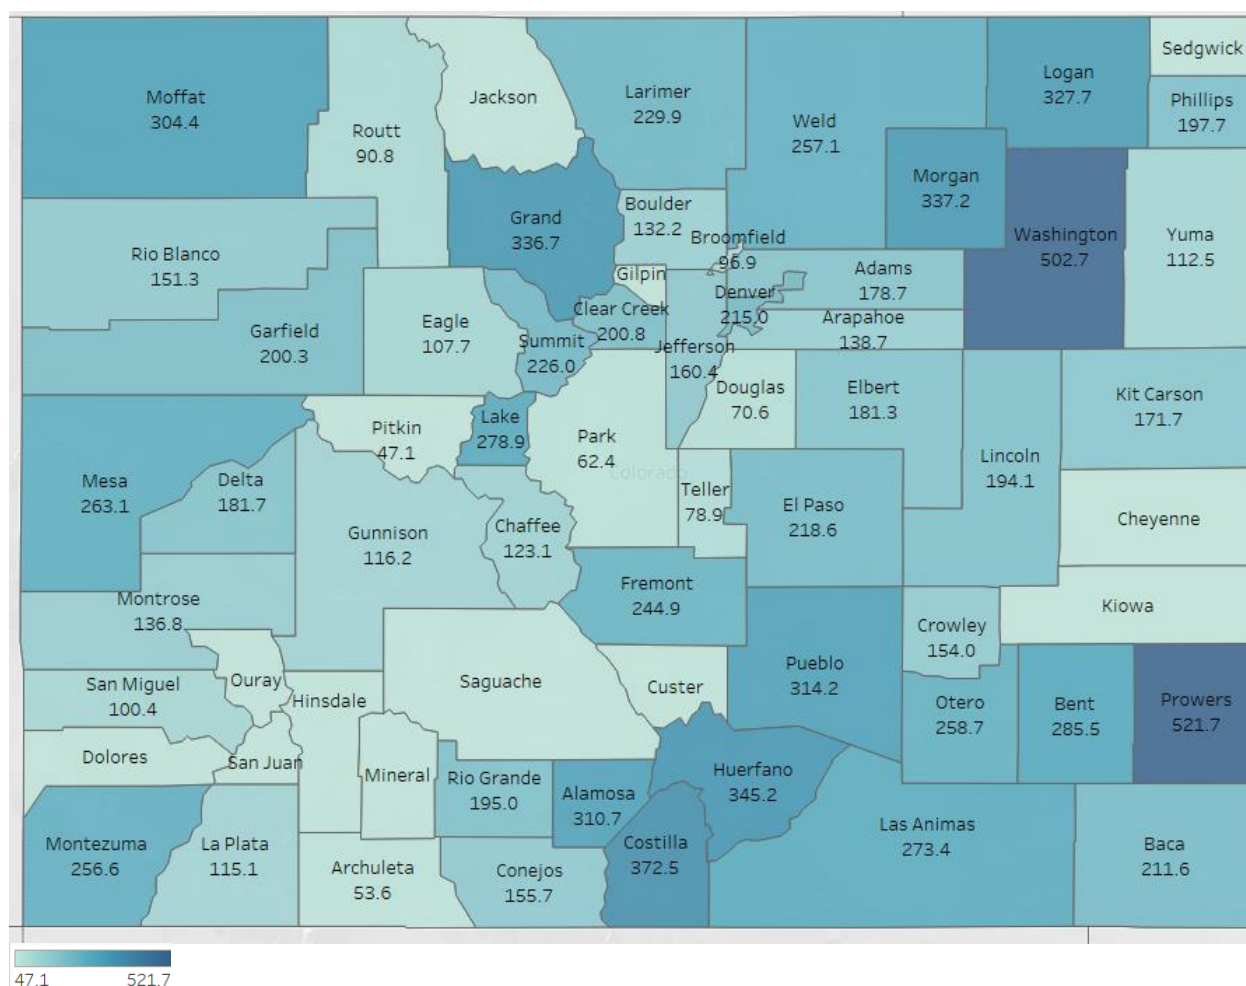 Sedgwick
Moffat
304.4
Jackson
Larimer
229.9
Logan
327.7
Phillips
197.7
Routt
90.8
Weld
257.1
Morgan
337.2
Grand
336.7
Boulder
132.2
Broomfield
96.9
Washington
502.7
Yuma
112.5
Rio Blanco
151.3
Gilpin
Adams
178.7
Denver
215.0
Garfield
200.3
Eagle
107.7
Clear Creek
200.8
Summit
226.0
Arapahoe
138.7
Jefferson
160.4
Douglas
70.6
Elbert
181.3
Kit Carson
171.7
Lake
278.9
Pitkin
47.1
Park
62.4
Colorado
Lincoln
194.1
Mesa
263.1
Delta
181.7
Teller
78.9
El Paso
218.6
Cheyenne
Gunnison
116.2
Chaffee
123.1
Fremont
244.9
Montrose
136.8
Kiowa
Crowley
154.0
Pueblo
314.2
San Miguel
100.4
Ouray
Hinsdale
Saguache
Custer
Otero
258.7
Bent
285.5
Prowers
521.7
Dolores
San Juan
Mineral
Rio Grande
195.0
Alamosa
310.7
Huerfano
345.2
Las Animas
273.4
Montezuma
256.6
La Plata
115.1
Archuleta
53.6
Conejos
155.7
Costilla
372.5
Baca
211.6
47.1 521.7